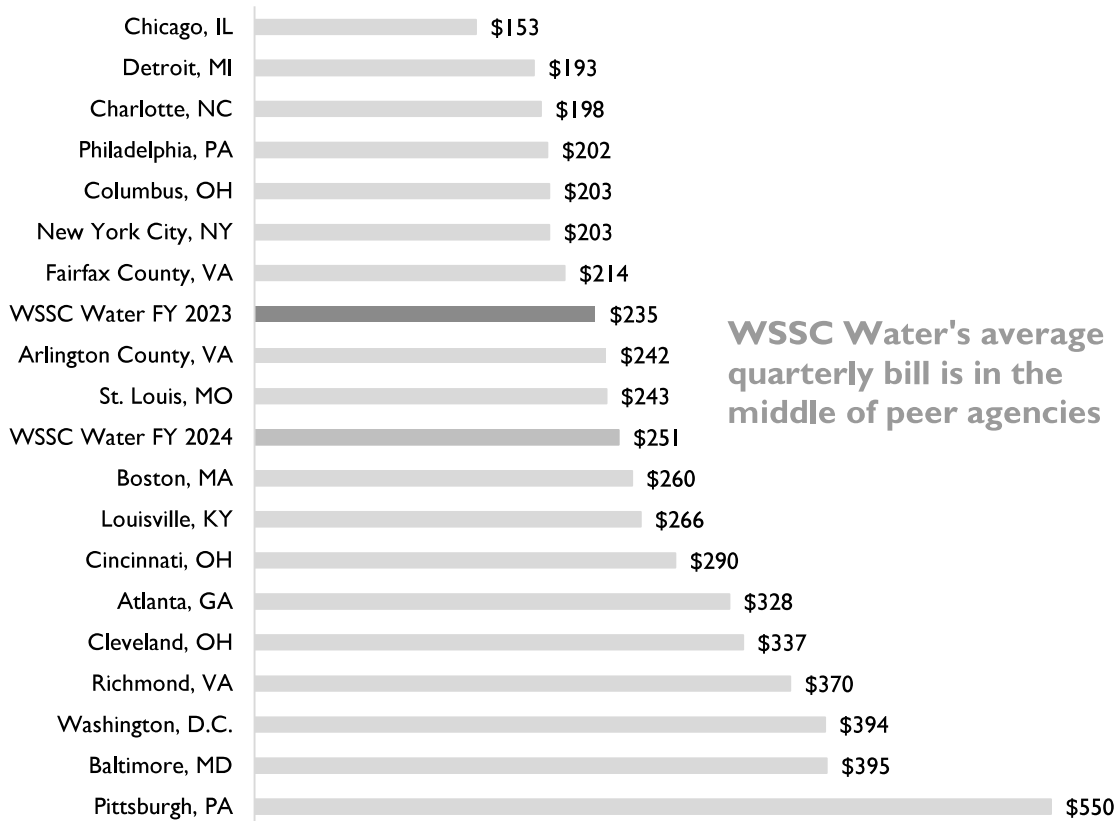 Chicago, IL $153
Detroit, MI $193
Charlotte, NC $198
Philadelphia, PA $202
Columbus, OH $203
New York City, NY $203
Fairfax County, VA $214
WSSC Water FY 2023 $235
Arlington County, VA $242
St. Louis, MO $243
WSSC Water FY 2024 $251
Boston, MA $260
Louisville, KY $266
Cincinnati, OH $290
Atlanta, GA $328
Cleveland, OH $337
Richmond, VA $370
Washington, D.C. $394
Baltimore, MD $395
Pittsburgh, PA $550
WSSC Water's average
quarterly bill is in the
middle of peer agencies